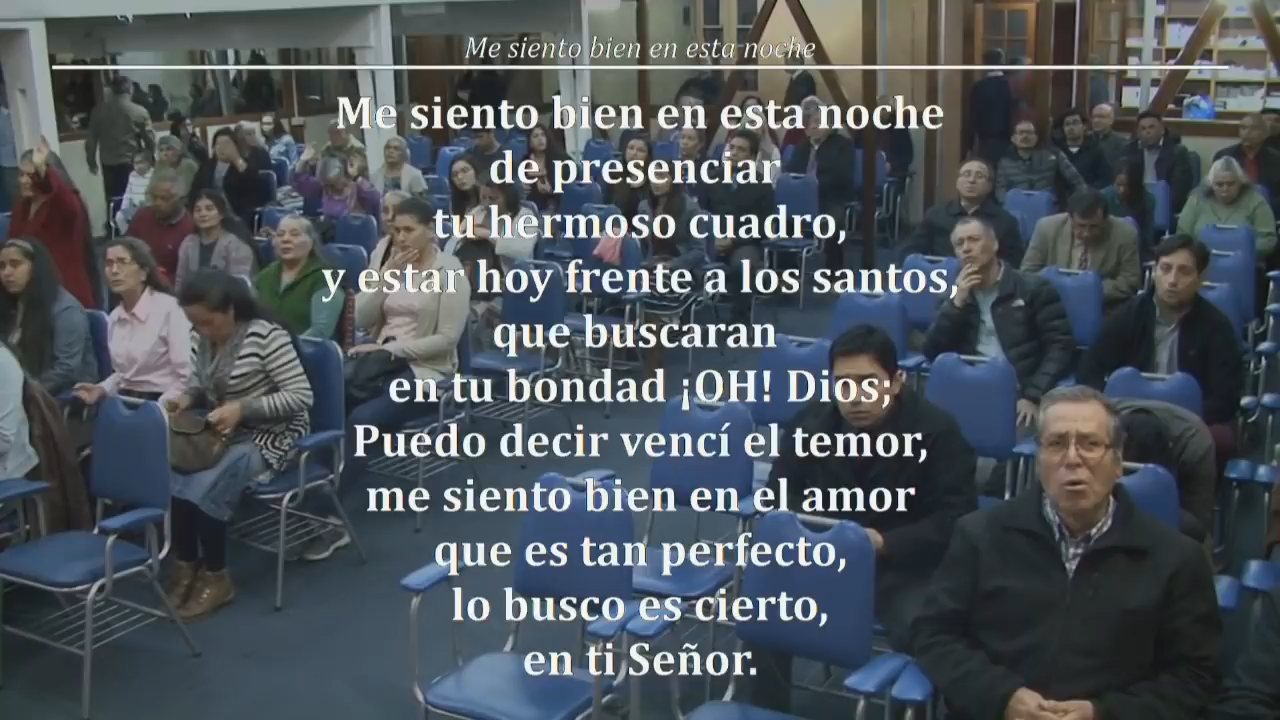 Me siento bien en esta noche
Me siento bien en esta noche
de presenciar
tu hermoso cuadro,
y estar hoy frente a los santos,
que buscaran
en tu bondad ¡OH! Dios;
Puedo decir vencí el temor,
me siento bien en el amor
que es tan perfecto,
lo busco es cierto,
en ti Señor.